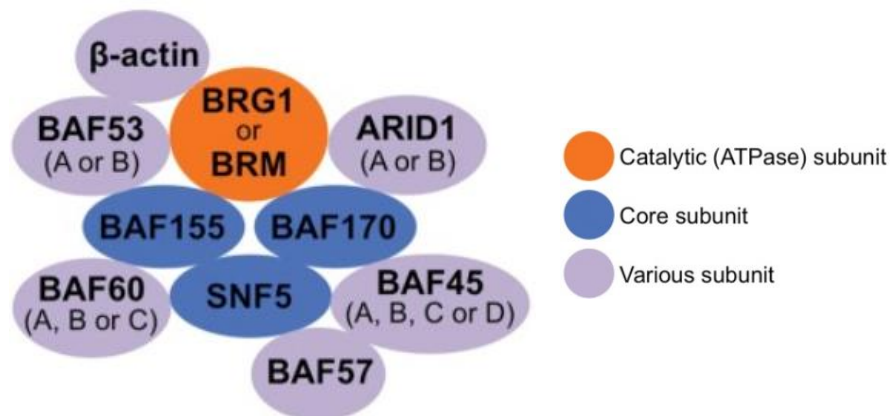 β-actin
BRG1
or
BRM
BAF53
(A or B)
ARID1
(A or B)
BAF155
BAF170
SNF5
BAF60
(A, B or C)
BAF45
(A, B, C or D)
BAF57
Catalytic (ATPase) subunit
Core subunit
Various subunit